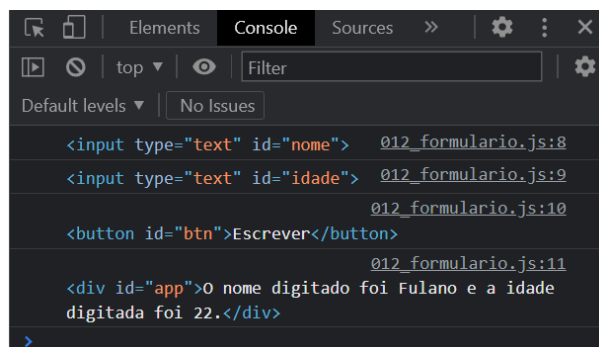 Elements Console Sources »
top ▼ Filter
Default levels ▼ No Issues
<input type="text" id="nome"> 012_formulario.js:8
<input type="text" id="idade"> 012_formulario.js:9
012_formulario.js:10
<button id="btn">Escrever</button>
012_formulario.js:11
<div id="app">O nome digitado foi Fulano e a idade
digitada foi 22.</div>
>